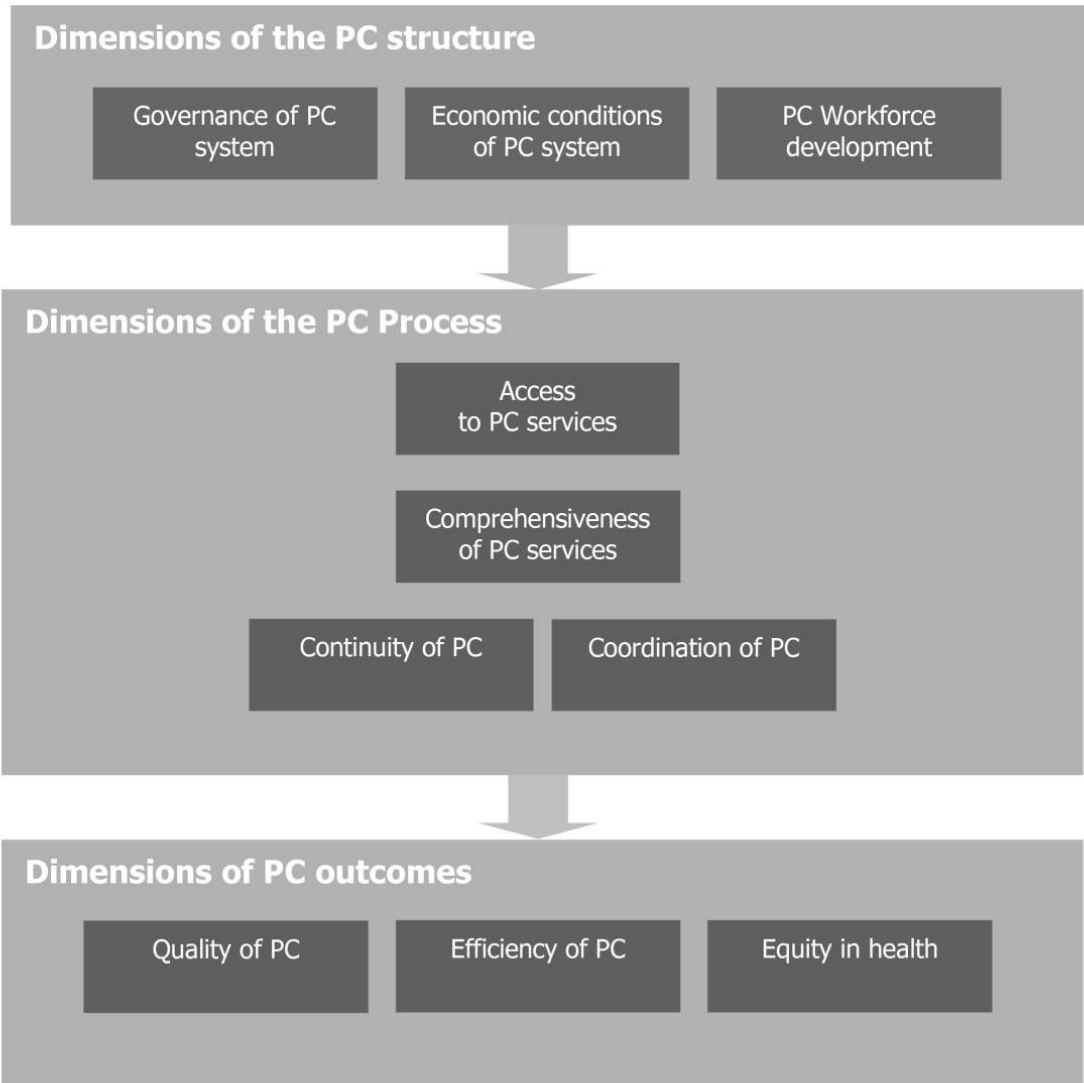 Dimensions of the PC structure
Governance of PC
system
Economic conditions
of PC system
PC Workforce
development
Dimensions of the PC Process
Access
to PC services
Comprehensiveness
of PC services
Continuity of PC
Coordination of PC
Dimensions of PC outcomes
Quality of PC
Efficiency of PC
Equity in health